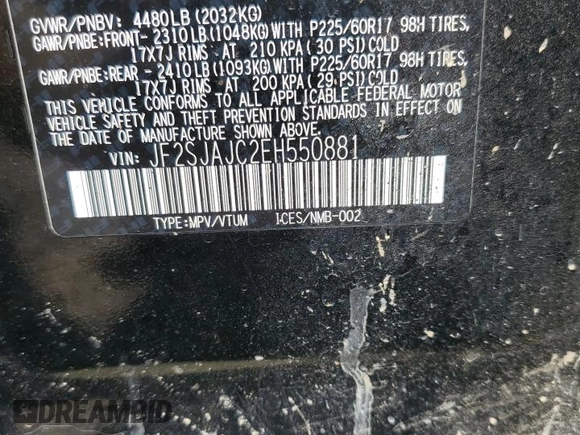 GVWR/PNBV: 4480LB(2032KG)
GAWR/PNBE:FRONT-2310LB(1048KG)WITH P225/60R17 98H TIRES,
17X7J RIMS AT 210 KPA(30 PSI)COLD
GAWR/PNBE:REAR -2410LB(1093KG)WITH P225/60R17 98H TIRES,
17X7J RIMS AT 200 KPA(29 PSI)COLD
THIS VEHICLE CONFORMS TO ALL APPLICABLE FEDERAL MOTOR
VEHICLE SAFETY AND THEFT PREVENTION STANDARDS IN
EFFECT ON THE DATE OF MANUFACTURE SHOWN ABOVE.
VIN: JF2SJAJC2EH550881
TYPE:MPV/VTUM ICES/NMB-002
DREAMBID